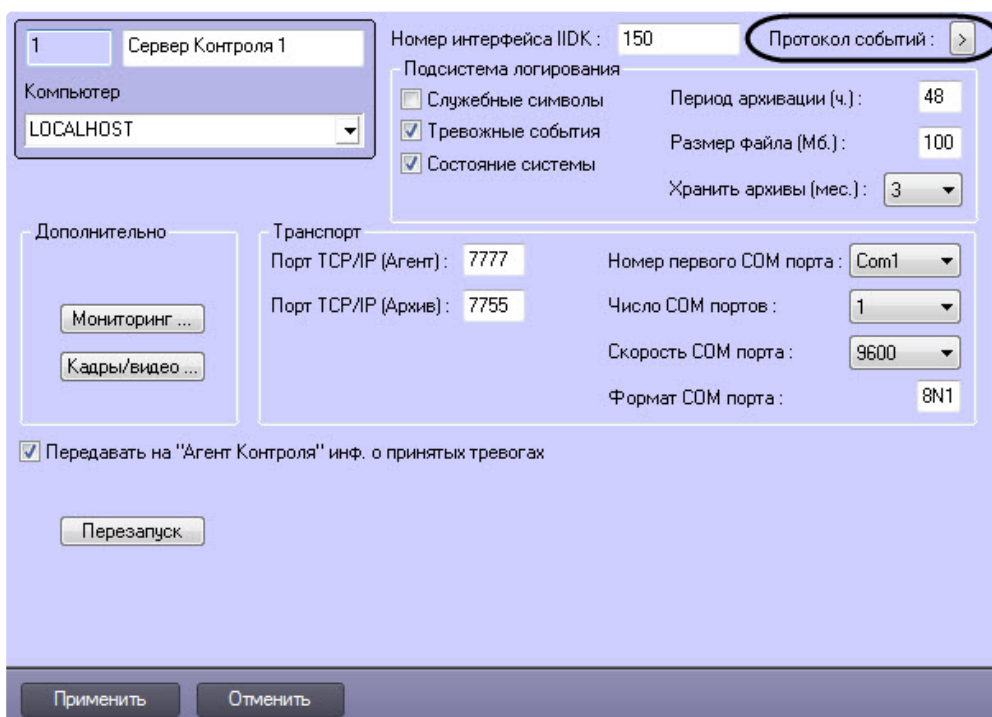 1 Сервер Контроля 1
Компьютер
LOCALHOST
Номер интерфейса IIDK : 150
Протокол событий : >
Подсистема логирования
Служебные символы
Тревожные события
Состояние системы
Период архивации (ч.) : 48
Размер файла (Мб.) : 100
Хранить архивы (мес.) : 3
Дополнительно
Мониторинг ...
Кадры/видео ...
Транспорт
Порт TCP/IP (Агент) : 7777
Порт TCP/IP (Архив) : 7755
Номер первого COM порта : Com1
Число COM портов : 1
Скорость COM порта : 9600
Формат COM порта : 8N1
Передавать на "Агент Контроля" инф. о принятых тревогах
Перезапуск
Применить
Отменить